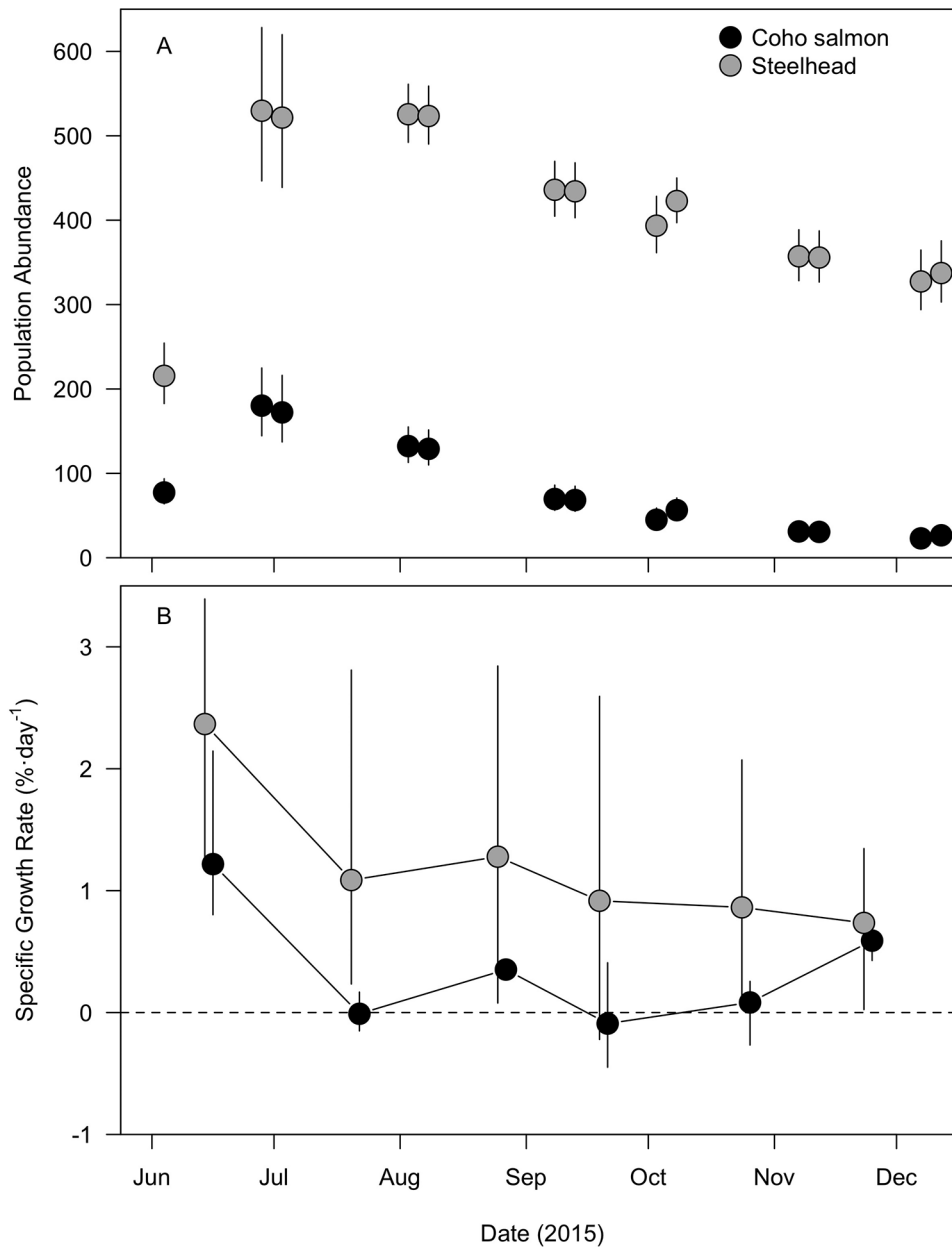 A
Coho salmon
Steelhead
Population Abundance
600
500
400
300
200
100
0
B
Specific Growth Rate (%·day⁻¹)
3
2
1
0
-1
Jun Jul Aug Sep Oct Nov Dec
Date (2015)